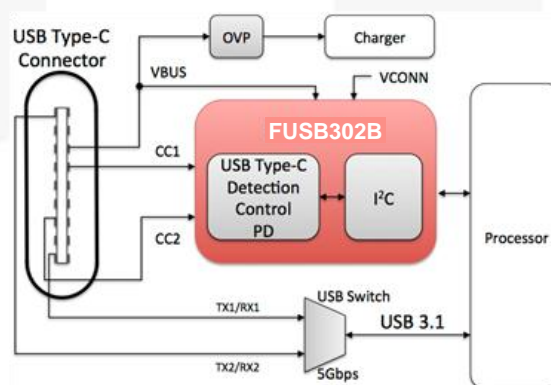 USB Type-C
Connector
OVP
Charger
VBUS
VCONN
FUSB302B
CC1
USB Type-C
Detection
Control
PD
I²C
CC2
Processor
USB Switch
TX1/RX1
USB 3.1
TX2/RX2
5Gbps